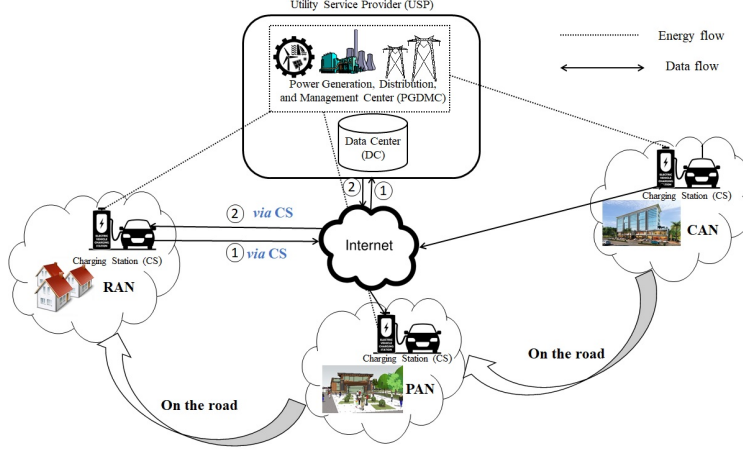 Utility Service Provider (USP)
Energy flow
Data flow
Power Generation, Distribution,
and Management Center (PGDMC)
Data Center
(DC)
2
1
Charging Station (CS)
CAN
2 via CS
Internet
1 via CS
Charging Station (CS)
RAN
Charging Station (CS)
On the road
PAN
On the road